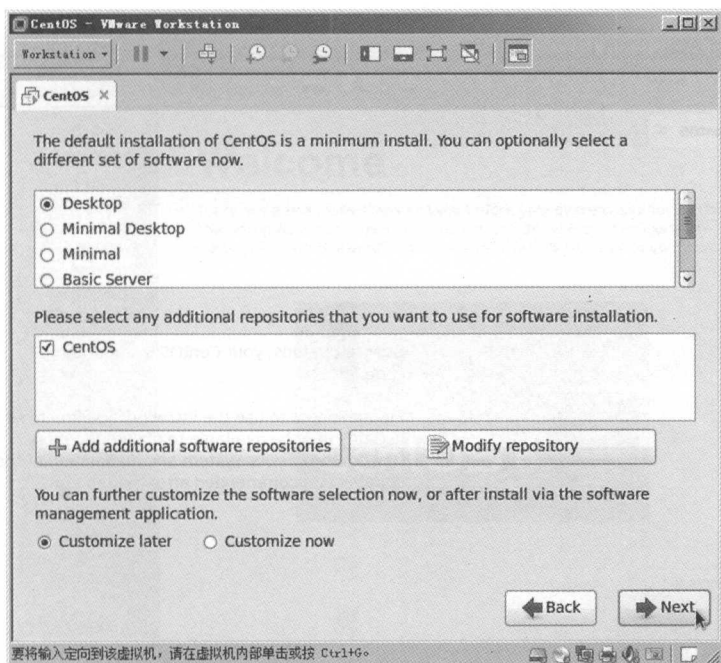 CentOS - VMware Workstation
Workstation
CentOS
The default installation of CentOS is a minimum install. You can optionally select a
different set of software now.
Desktop
Minimal Desktop
Minimal
Basic Server
Please select any additional repositories that you want to use for software installation.
CentOS
Add additional software repositories
Modify repository
You can further customize the software selection now, or after install via the software
management application.
Customize later
Customize now
Back
Next
要将输入定向到该虚拟机，请在虚拟机内部单击或按 Ctrl+G。